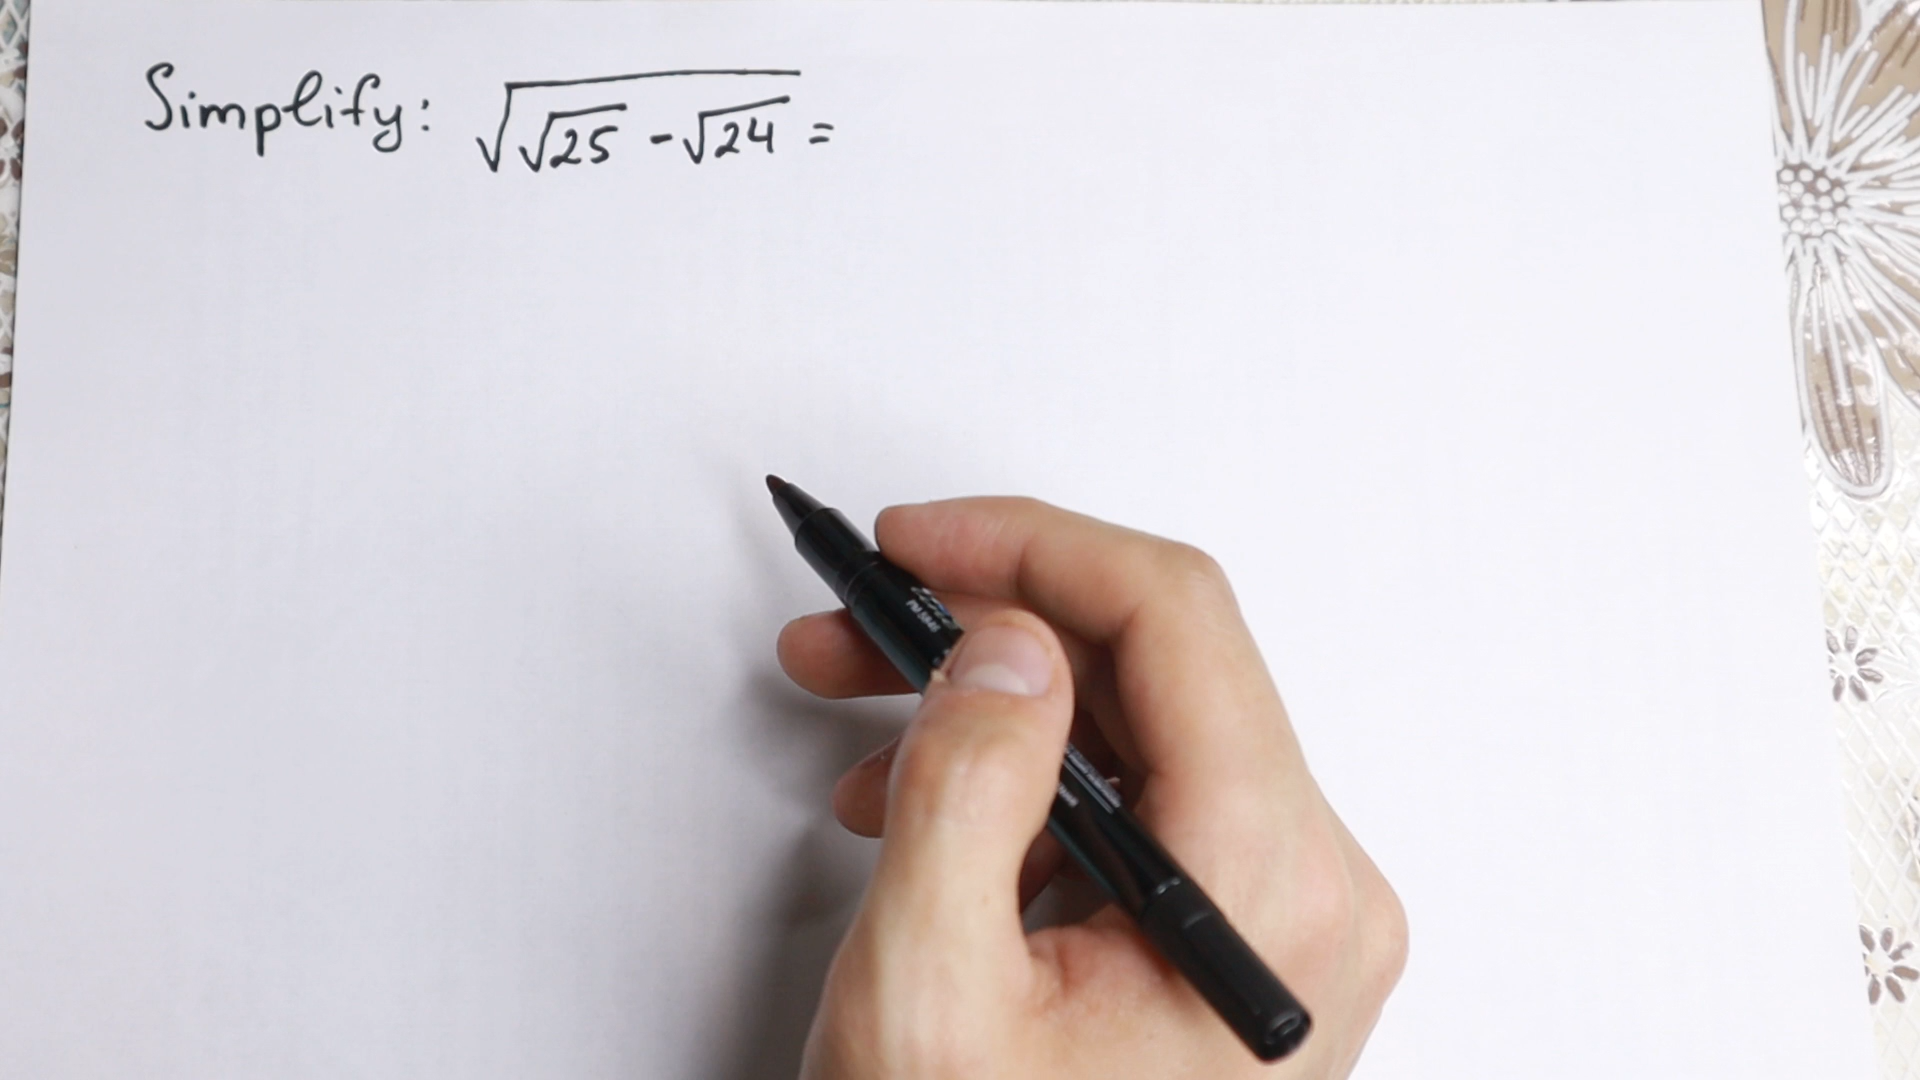 Simplify: √(√25 - √24) =